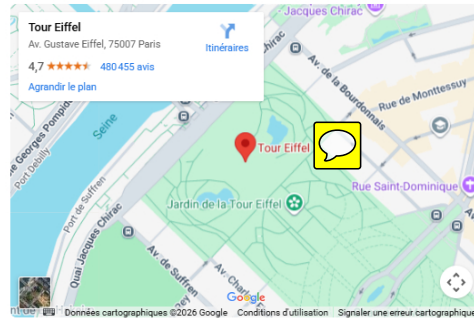 Tour Eiffel
Av. Gustave Eiffel, 75007 Paris
Itinéraires
4,7 480 455 avis
Agrandir le plan
Jacques Chirac
Chirac
Av. de la Bourdonnais
Rue de Monttessuy
Seine
Port Debilly
Port de Suffren
Tour Eiffel
Rue Saint-Dominique
Jardin de la Tour Eiffel
Quai Jacques Chirac
Av. de Suffren
Google
Données cartographiques ©2026 Google Conditions d'utilisation Signaler une erreur cartographique